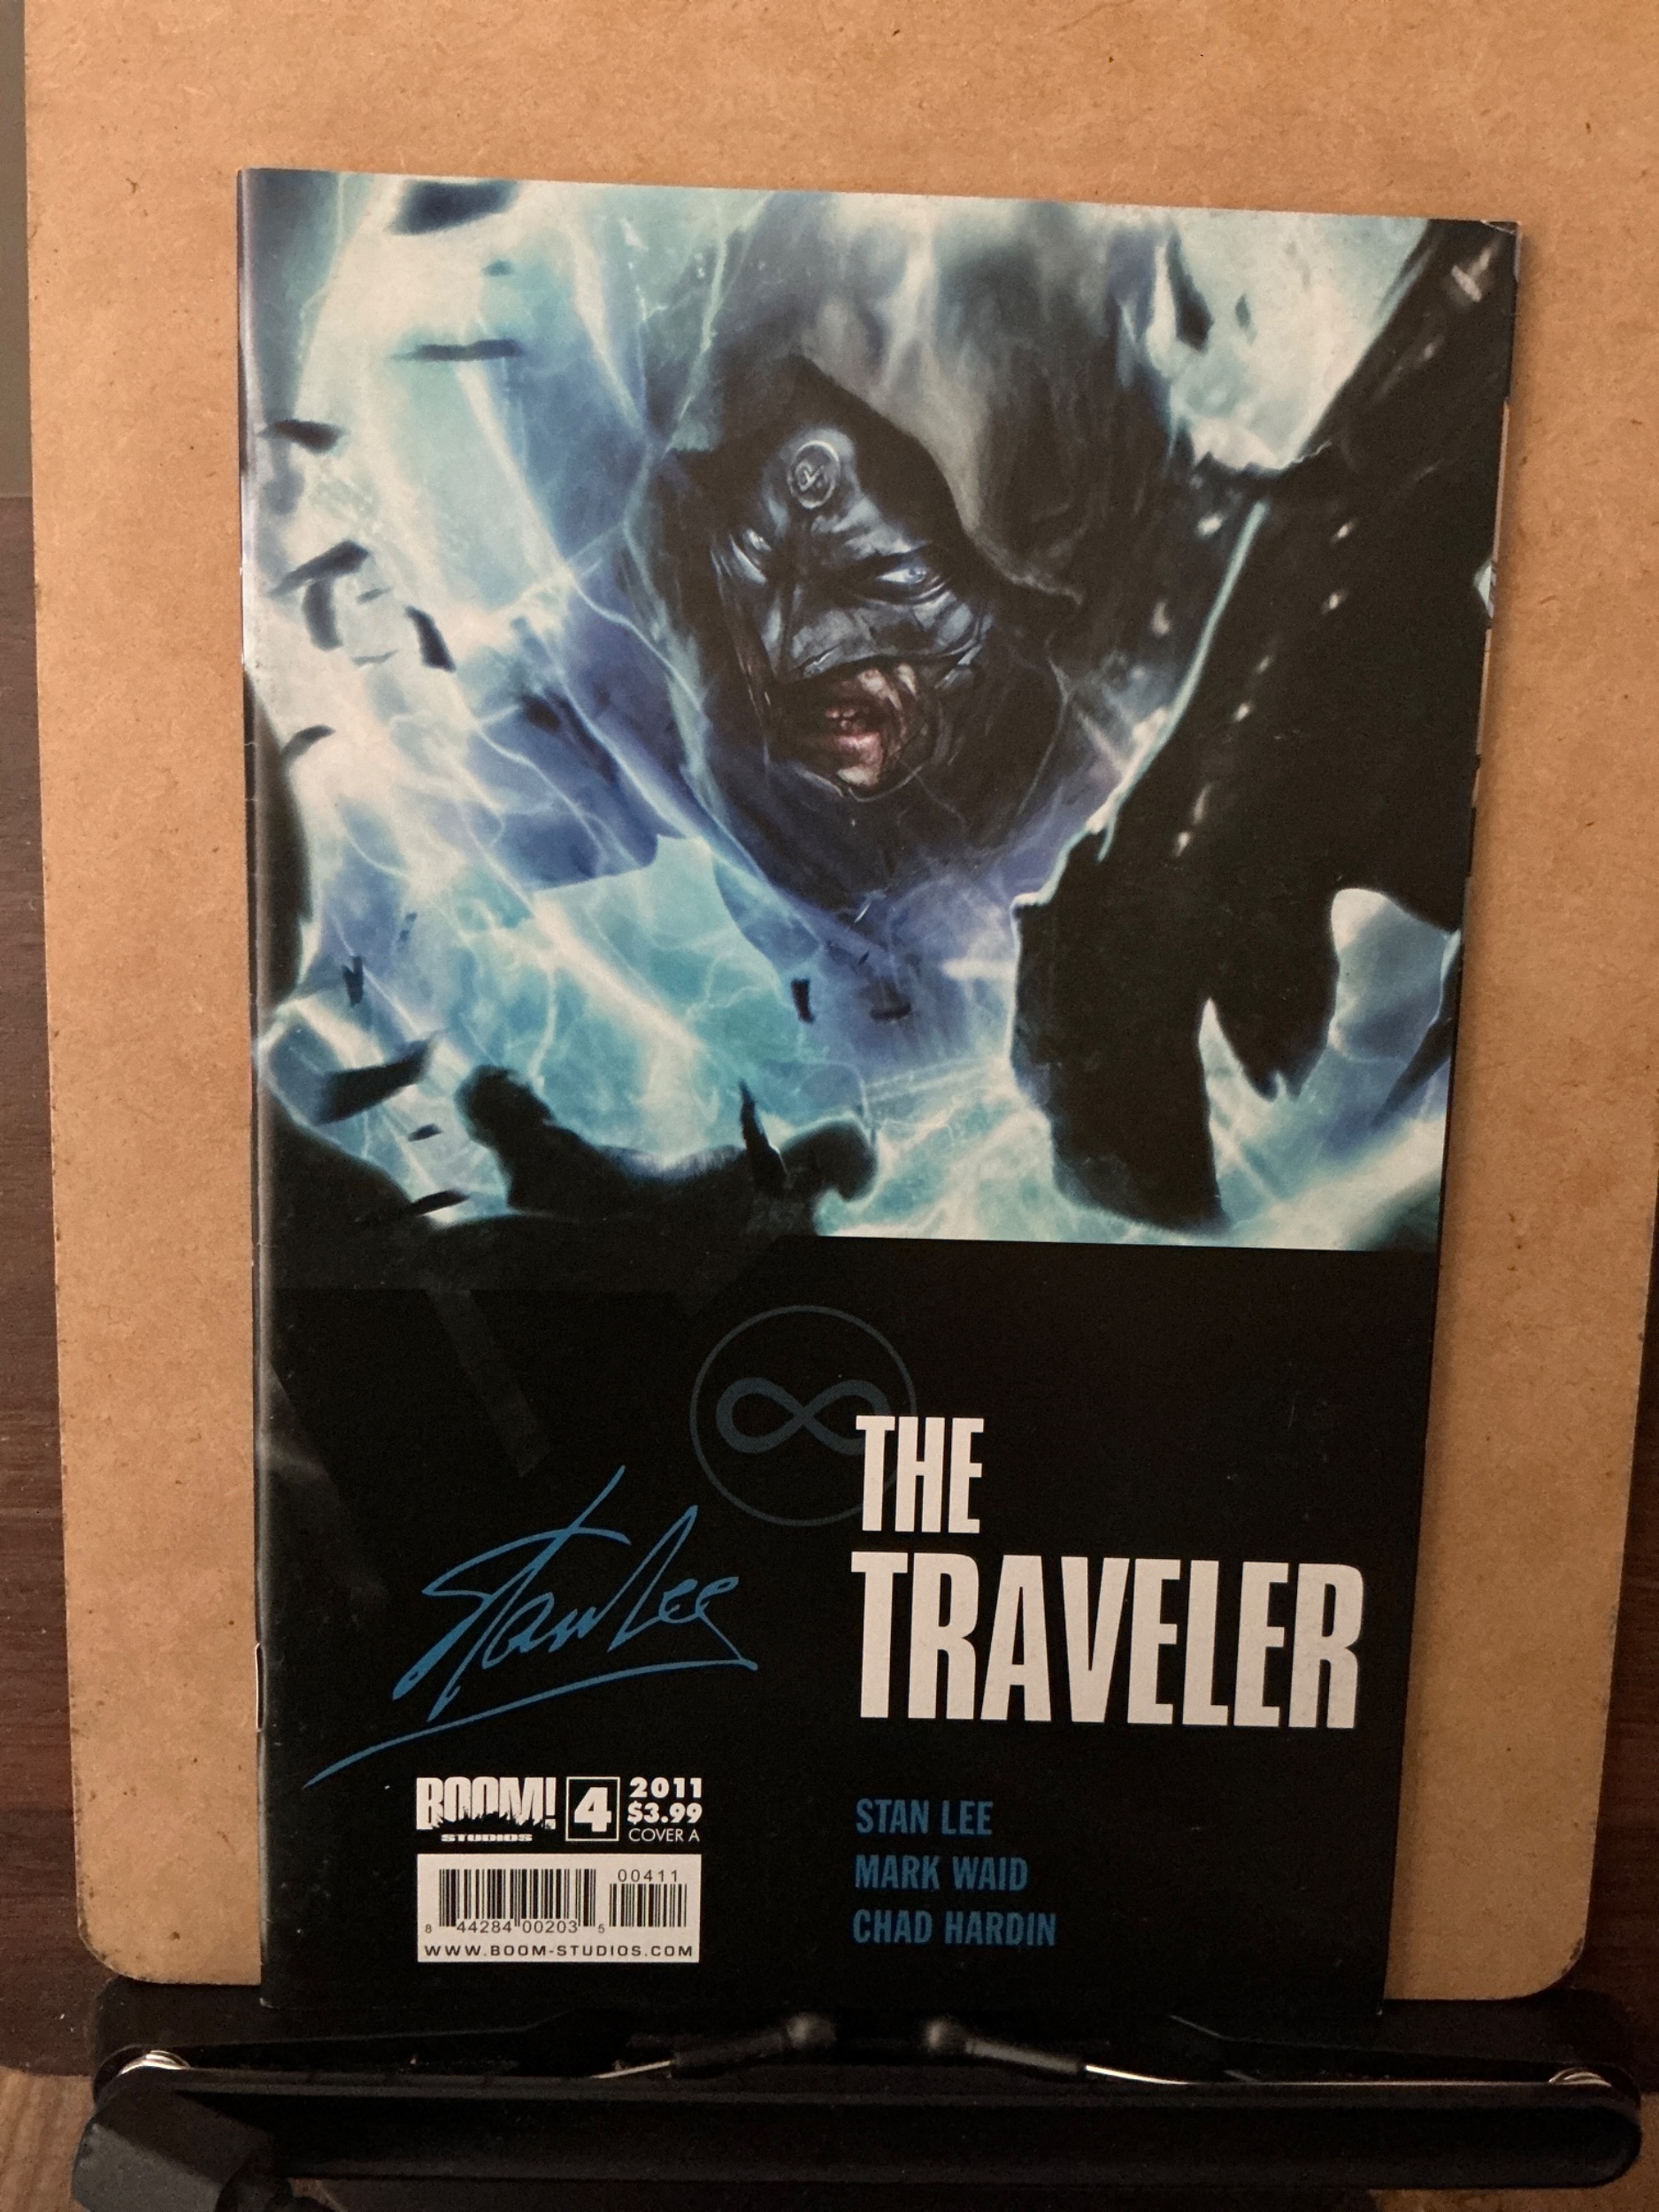 THE
TRAVELER
Stan Lee
BOOM!
STUDIOS
4
2011
$3.99
COVER A
00411
8 44284 00203 5
WWW.BOOM-STUDIOS.COM
STAN LEE
MARK WAID
CHAD HARDIN